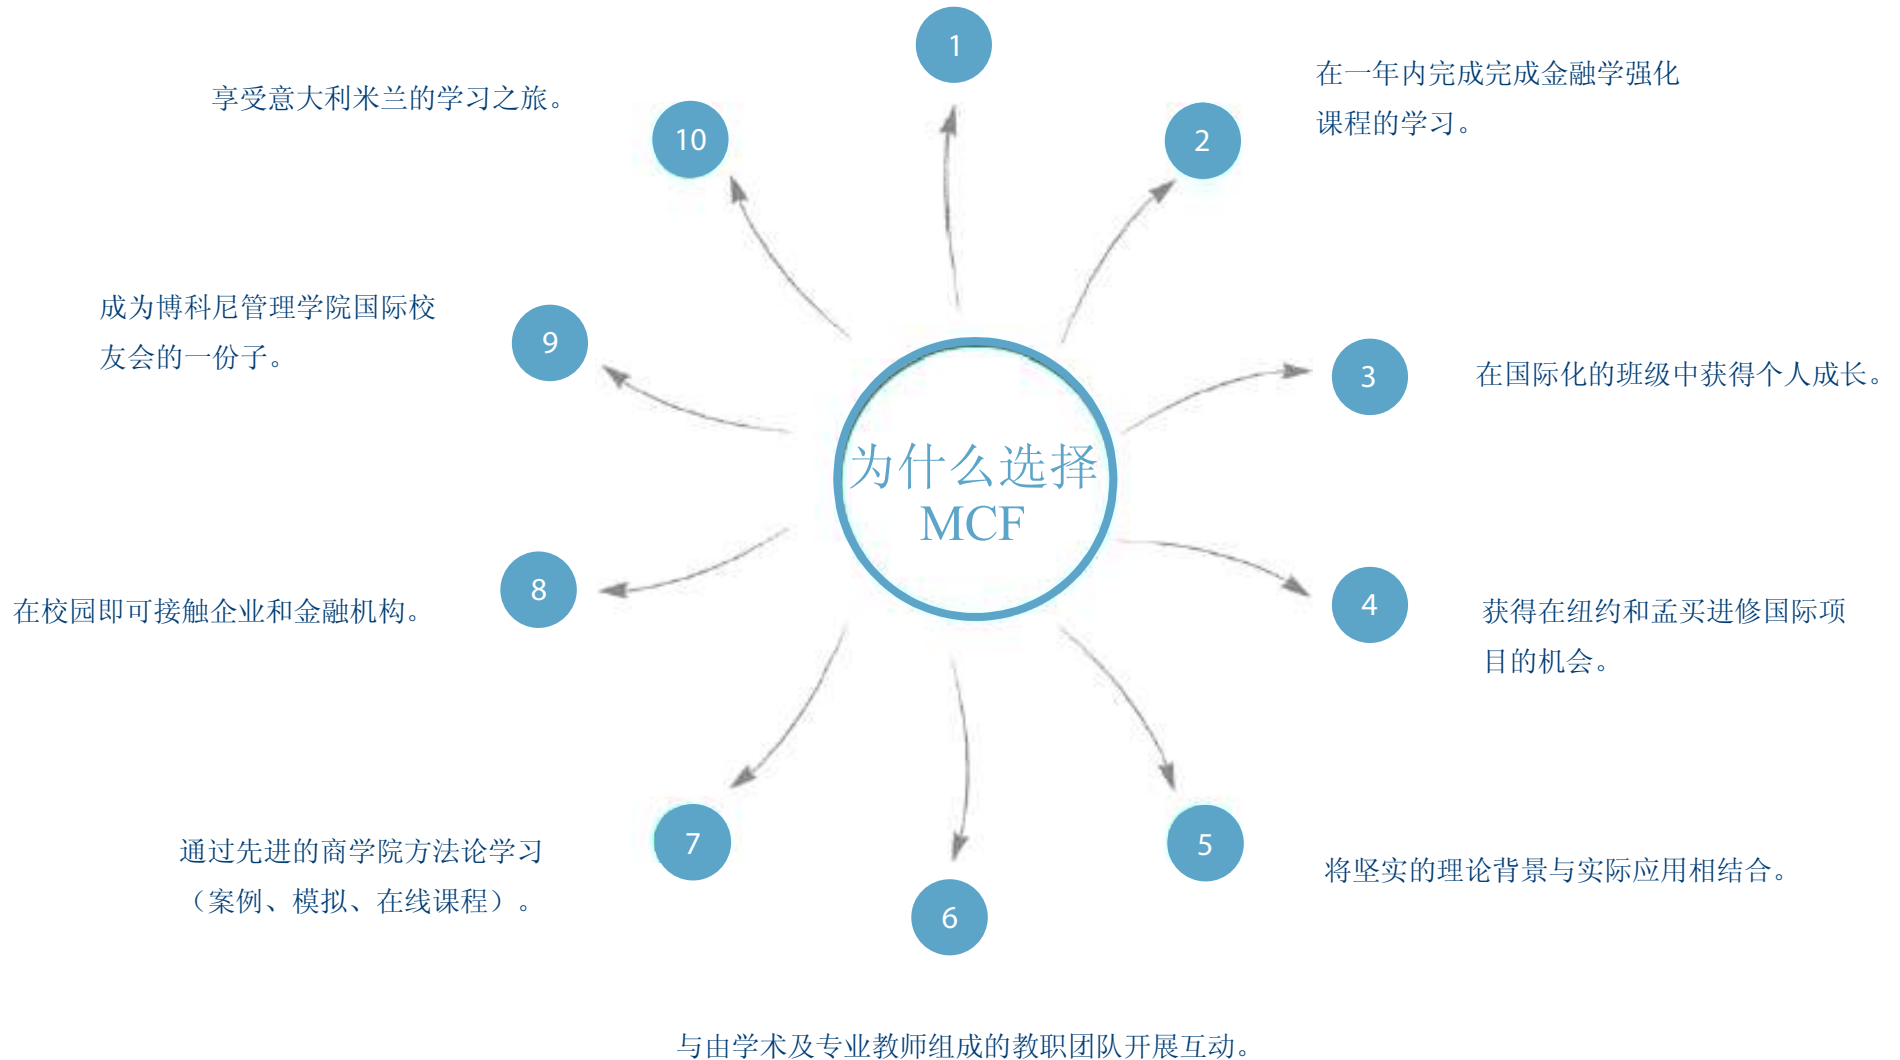 为什么选择
MCF
1
2
在一年内完成完成金融学强化
课程的学习。
3
在国际化的班级中获得个人成长。
4
获得在纽约和孟买进修国际项
目的机会。
5
将坚实的理论背景与实际应用相结合。
6
与由学术及专业教师组成的教职团队开展互动。
7
通过先进的商学院方法论学习
（案例、模拟、在线课程）。
8
在校园即可接触企业和金融机构。
9
成为博科尼管理学院国际校
友会的一份子。
10
享受意大利米兰的学习之旅。